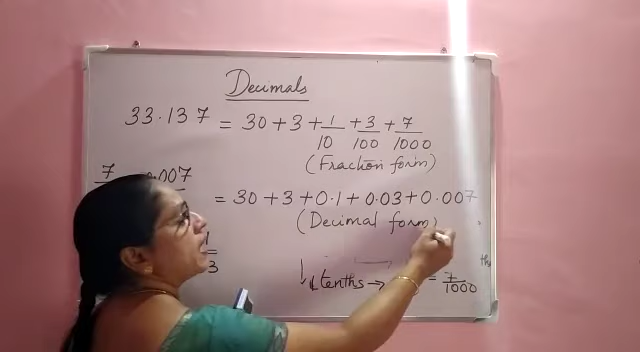 Decimals
33.137 = 30 + 3 + 1/10 + 3/100 + 7/1000
(Fraction form)
7 .007
= 30 + 3 + 0.1 + 0.03 + 0.007
(Decimal form)
3
tenths → = 7/1000
th